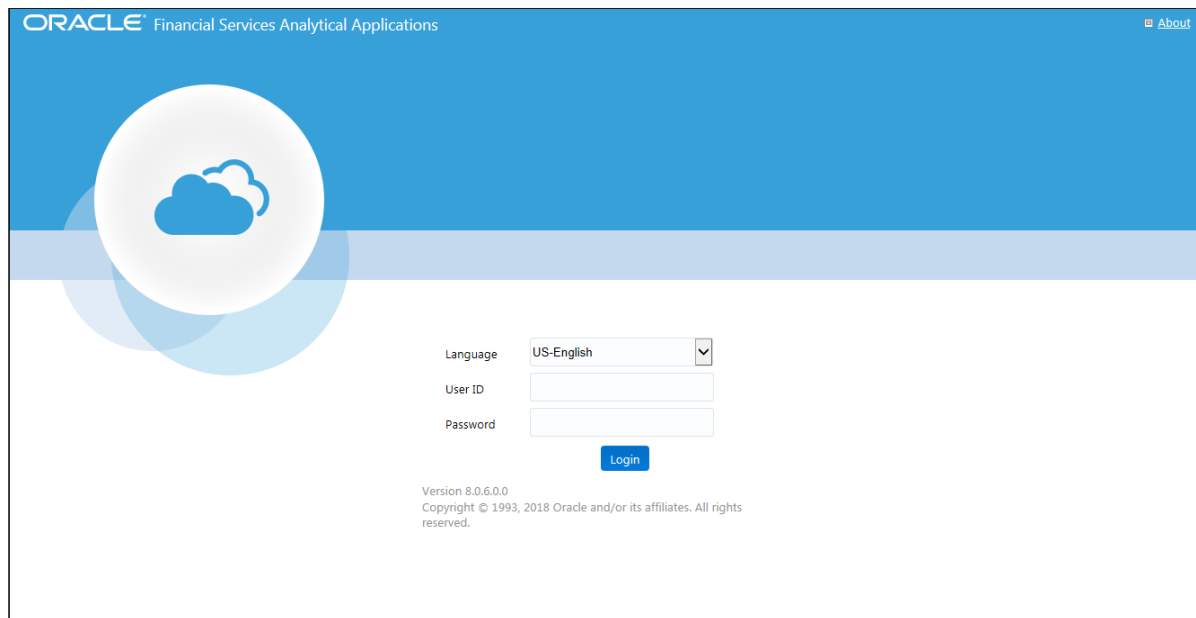 ORACLE® Financial Services Analytical Applications
About
Language US-English
User ID
Password
Login
Version 8.0.6.0.0
Copyright © 1993, 2018 Oracle and/or its affiliates. All rights
reserved.